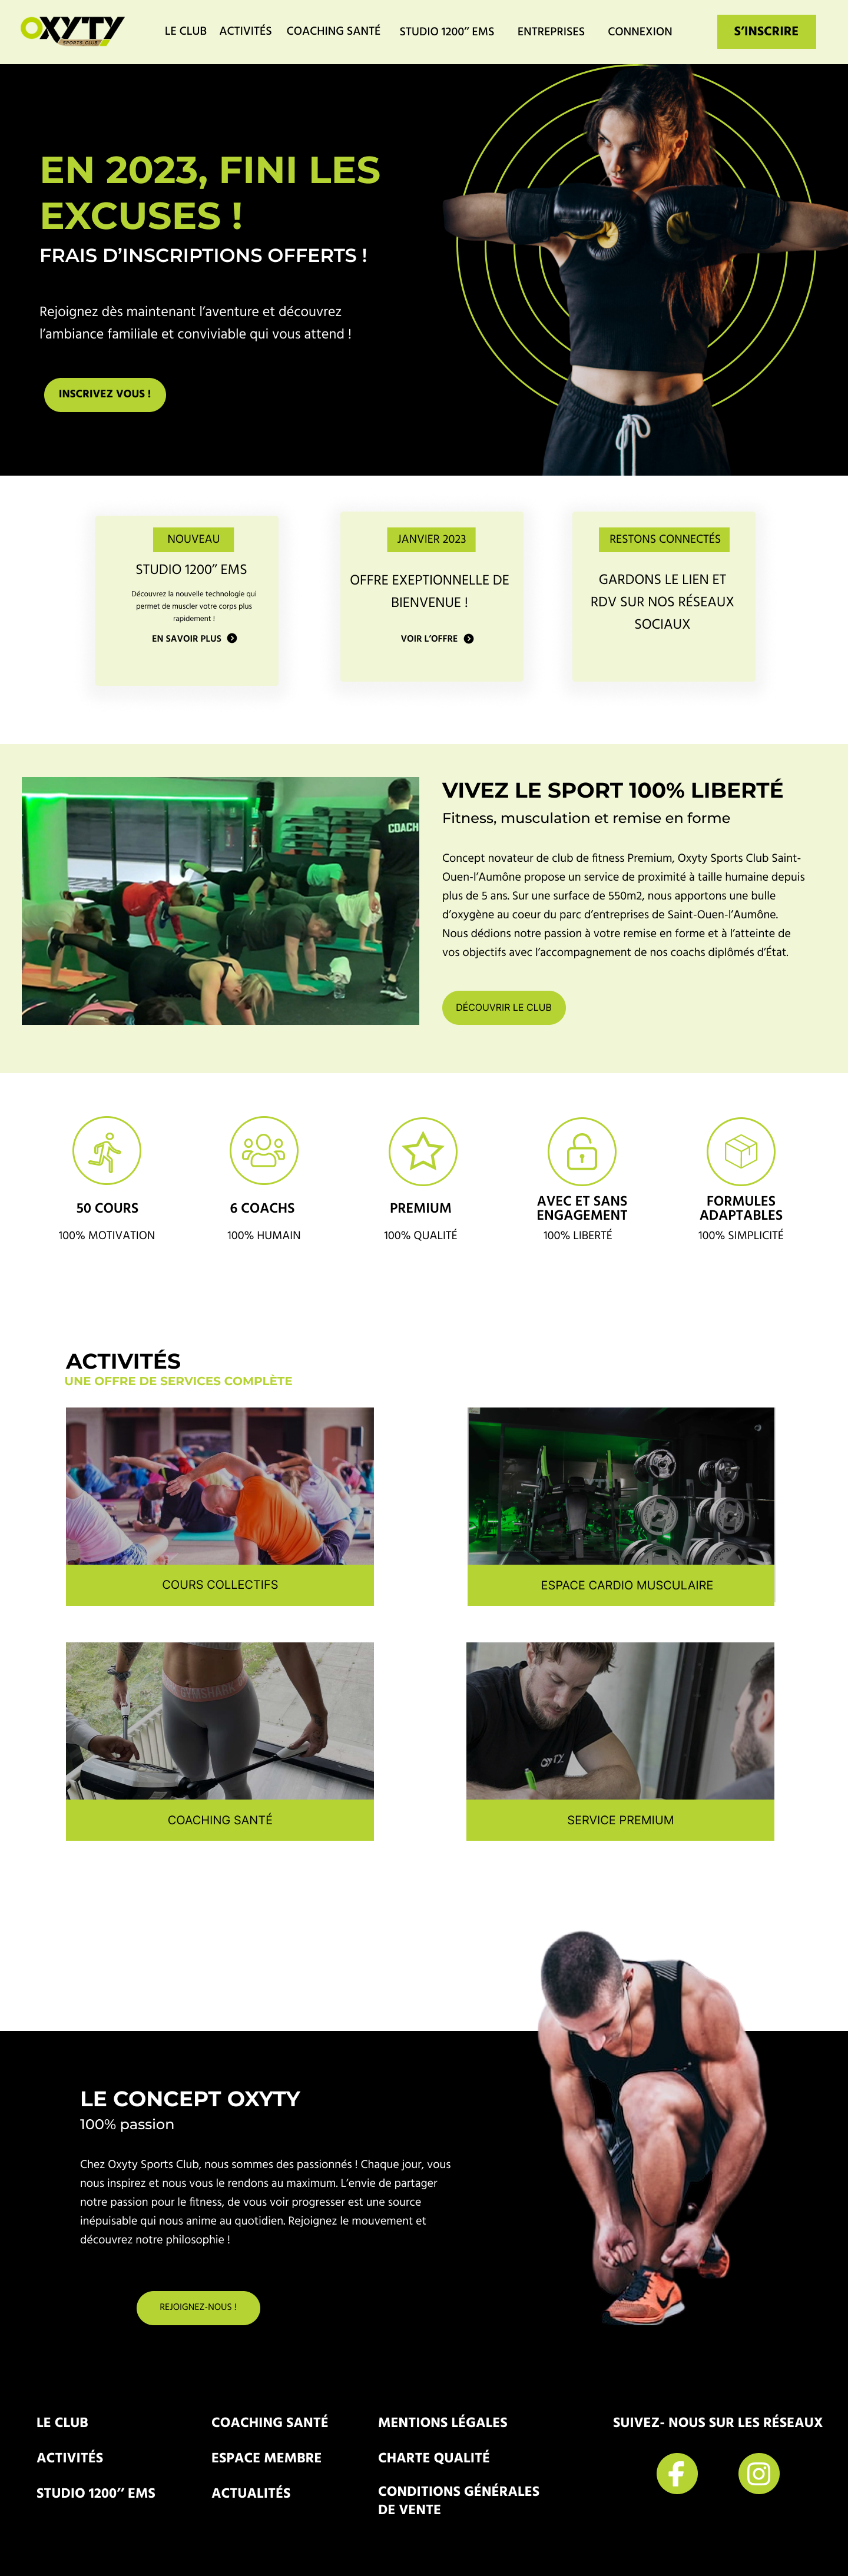 OXYTY
SPORTS CLUB
LE CLUB
ACTIVITÉS
COACHING SANTÉ
STUDIO 1200’’ EMS
ENTREPRISES
CONNEXION
S’INSCRIRE
EN 2023, FINI LES
EXCUSES !
FRAIS D’INSCRIPTIONS OFFERTS !
Rejoignez dès maintenant l’aventure et découvrez
l’ambiance familiale et conviviable qui vous attend !
INSCRIVEZ VOUS !
NOUVEAU
STUDIO 1200’’ EMS
Découvrez la nouvelle technologie qui
permet de muscler votre corps plus
rapidement !
EN SAVOIR PLUS
JANVIER 2023
OFFRE EXEPTIONNELLE DE
BIENVENUE !
VOIR L’OFFRE
RESTONS CONNECTÉS
GARDONS LE LIEN ET
RDV SUR NOS RÉSEAUX
SOCIAUX
COACH
VIVEZ LE SPORT 100% LIBERTÉ
Fitness, musculation et remise en forme
Concept novateur de club de fitness Premium, Oxyty Sports Club Saint-
Ouen-l’Aumône propose un service de proximité à taille humaine depuis
plus de 5 ans. Sur une surface de 550m2, nous apportons une bulle
d’oxygène au coeur du parc d’entreprises de Saint-Ouen-l’Aumône.
Nous dédions notre passion à votre remise en forme et à l’atteinte de
vos objectifs avec l’accompagnement de nos coachs diplômés d’État.
DÉCOUVRIR LE CLUB
50 COURS
100% MOTIVATION
6 COACHS
100% HUMAIN
PREMIUM
100% QUALITÉ
AVEC ET SANS
ENGAGEMENT
100% LIBERTÉ
FORMULES
ADAPTABLES
100% SIMPLICITÉ
ACTIVITÉS
UNE OFFRE DE SERVICES COMPLÈTE
COURS COLLECTIFS
ESPACE CARDIO MUSCULAIRE
GYMSHARK
OXYTY
COACHING SANTÉ
SERVICE PREMIUM
LE CONCEPT OXYTY
100% passion
Chez Oxyty Sports Club, nous sommes des passionnés ! Chaque jour, vous
nous inspirez et nous vous le rendons au maximum. L’envie de partager
notre passion pour le fitness, de vous voir progresser est une source
inépuisable qui nous anime au quotidien. Rejoignez le mouvement et
découvrez notre philosophie !
REJOIGNEZ-NOUS !
LE CLUB
ACTIVITÉS
STUDIO 1200’’ EMS
COACHING SANTÉ
ESPACE MEMBRE
ACTUALITÉS
MENTIONS LÉGALES
CHARTE QUALITÉ
CONDITIONS GÉNÉRALES
DE VENTE
SUIVEZ- NOUS SUR LES RÉSEAUX